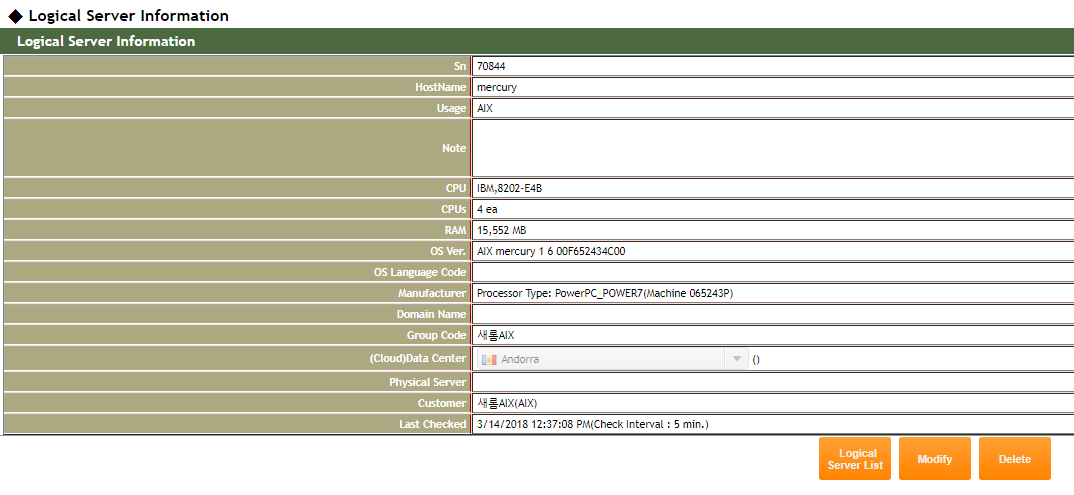 ◆ Logical Server Information
Logical Server Information
Sn 70844
HostName mercury
Usage AIX
Note
CPU IBM,8202-E4B
CPUs 4 ea
RAM 15,552 MB
OS Ver. AIX mercury 1 6 00F652434C00
OS Language Code
Manufacturer Processor Type: PowerPC_POWER7(Machine 065243P)
Domain Name
Group Code 새롬AIX
(Cloud)Data Center Andorra ()
Physical Server
Customer 새롬AIX(AIX)
Last Checked 3/14/2018 12:37:08 PM(Check Interval : 5 min.)
Logical
Server List
Modify
Delete